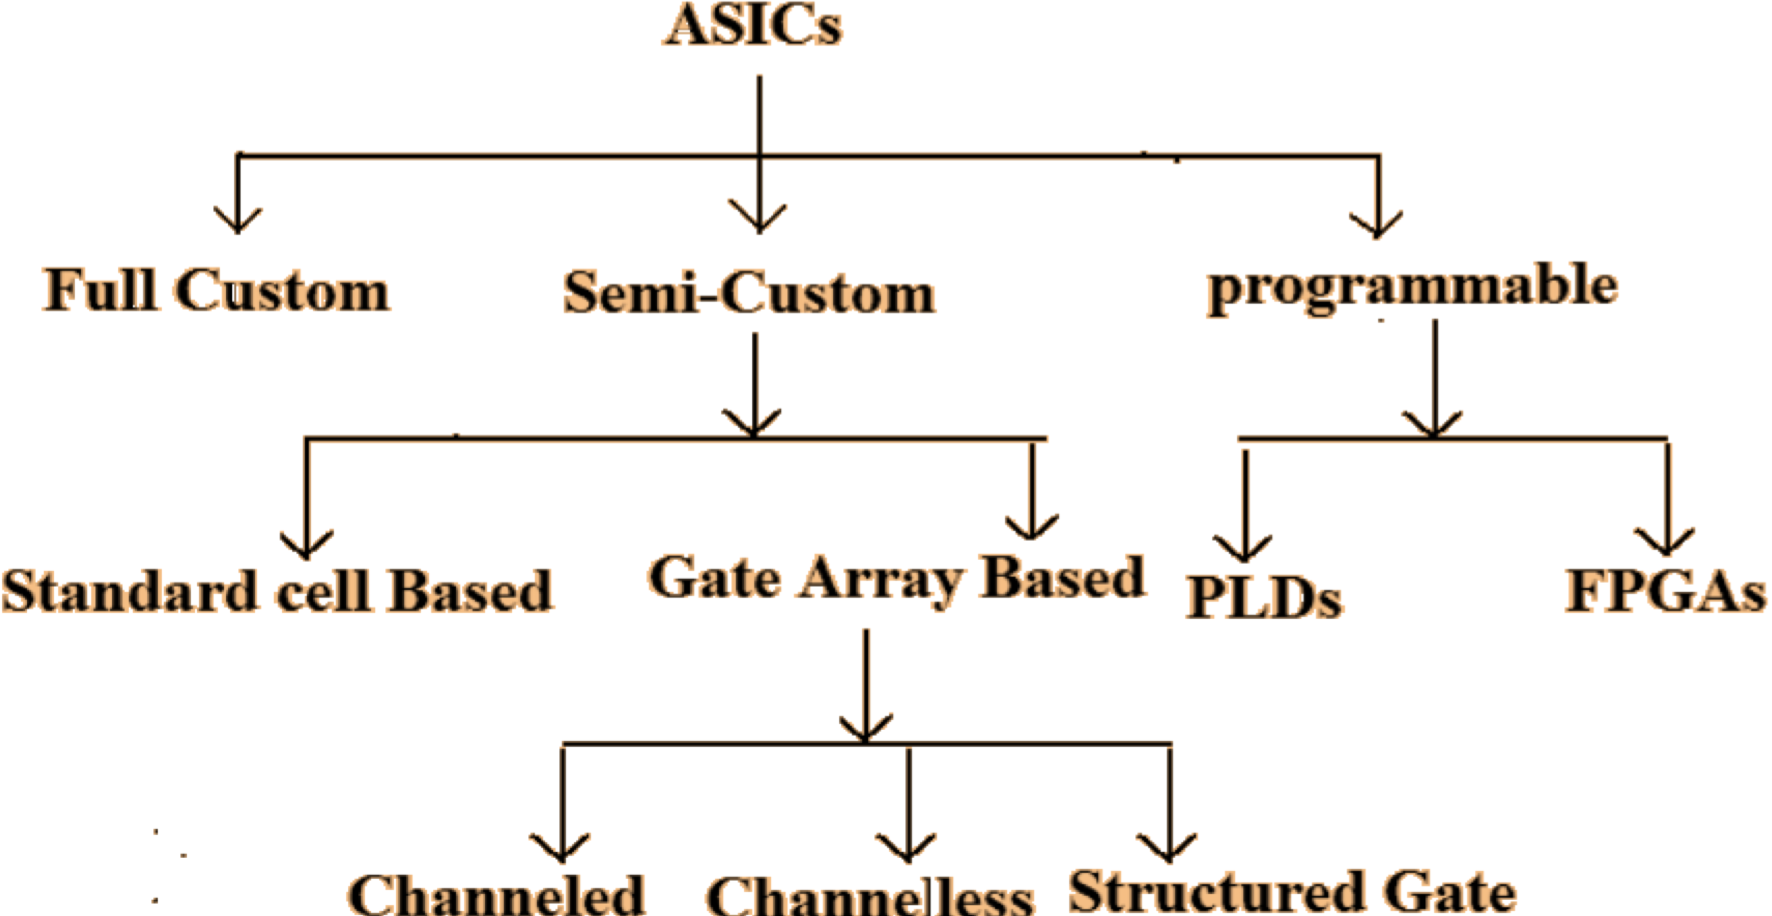 ASICs
Full Custom
Semi-Custom
programmable
Standard cell Based
Gate Array Based
PLDs
FPGAs
Channeled
Channelless
Structured Gate